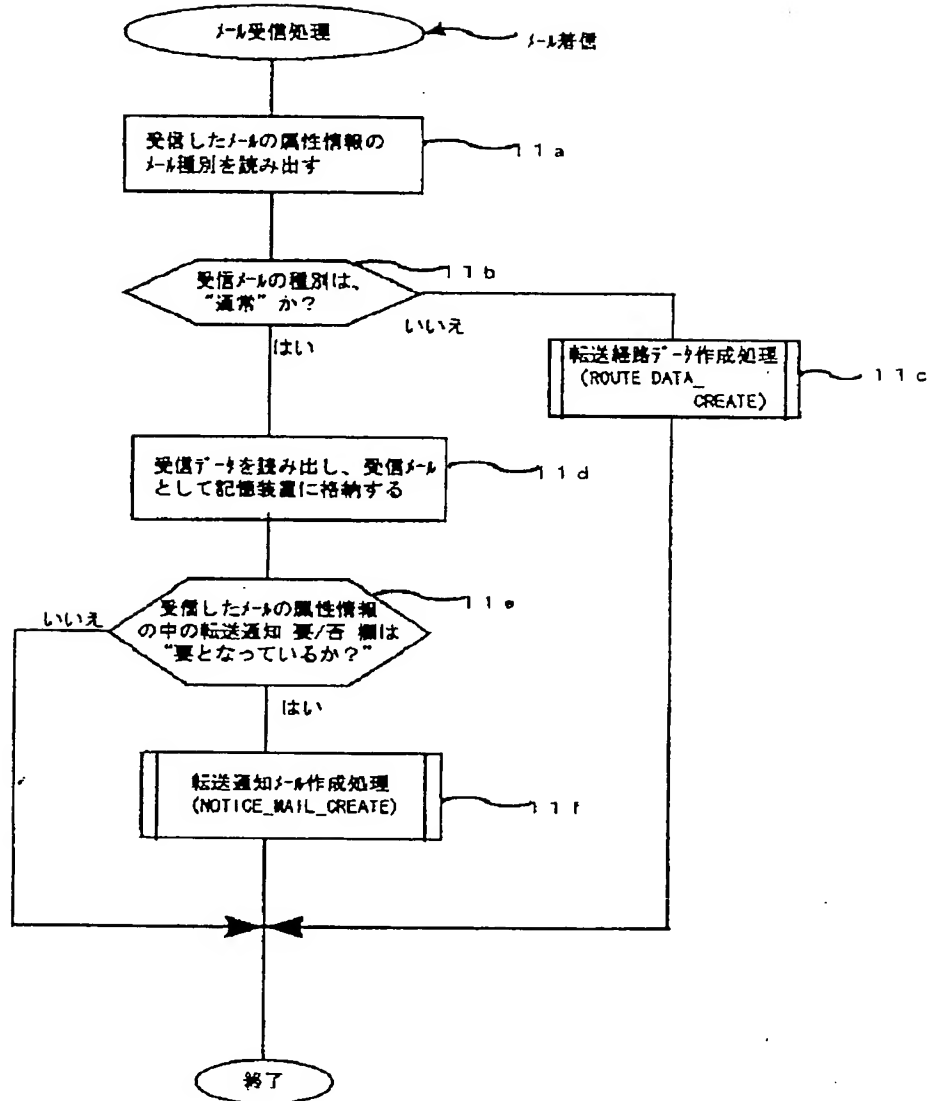 メール受信処理
メール着信
受信したメールの属性情報の
メール種別を読み出す
11a
受信メールの種別は、
“通常”か?
11b
いいえ
はい
転送経路データ作成処理
(ROUTE DATA_
CREATE)
11c
受信データを読み出し、受信メール
として記憶装置に格納する
11d
受信したメールの属性情報
の中の転送通知 要/否 欄は
“要となっているか?”
11e
いいえ
はい
転送通知メール作成処理
(NOTICE_MAIL_CREATE)
11f
終了